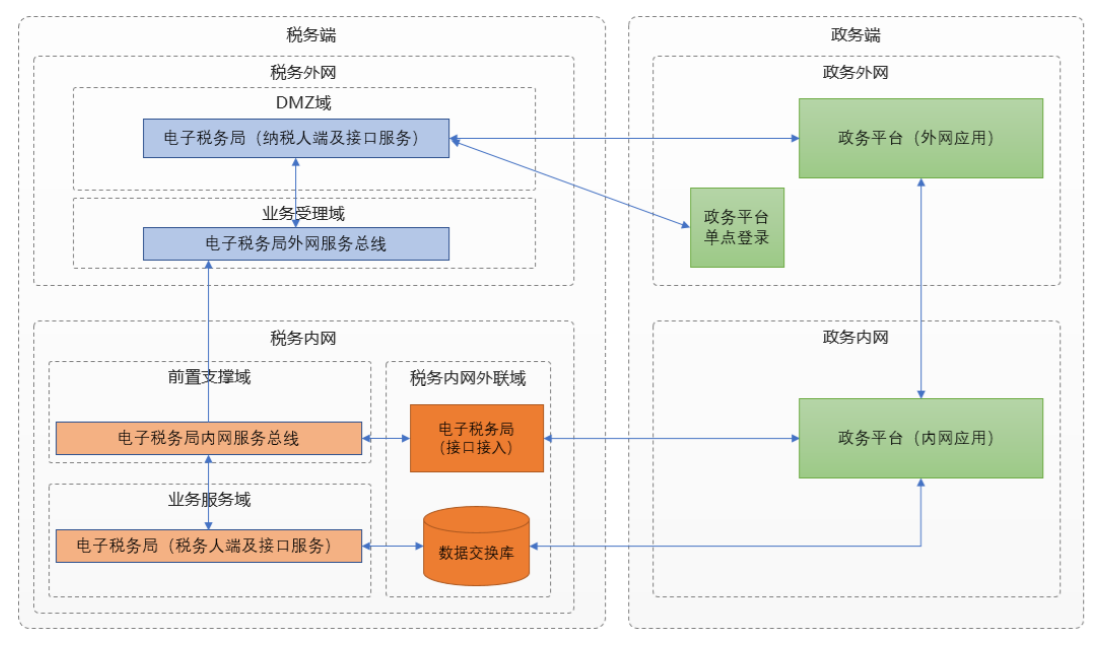 税务端
税务外网
DMZ域
电子税务局（纳税人端及接口服务）
业务受理域
电子税务局外网服务总线
税务内网
前置支撑域
电子税务局内网服务总线
业务服务域
电子税务局（税务人端及接口服务）
税务内网外联域
电子税务局
（接口接入）
数据交换库
政务端
政务外网
政务平台（外网应用）
政务平台
单点登录
政务内网
政务平台（内网应用）